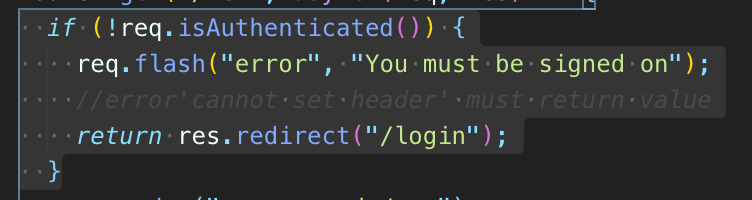 if (!req.isAuthenticated()) {
req.flash("error", "You must be signed on");
//error'cannot set header' must return value
return res.redirect("/login");
}